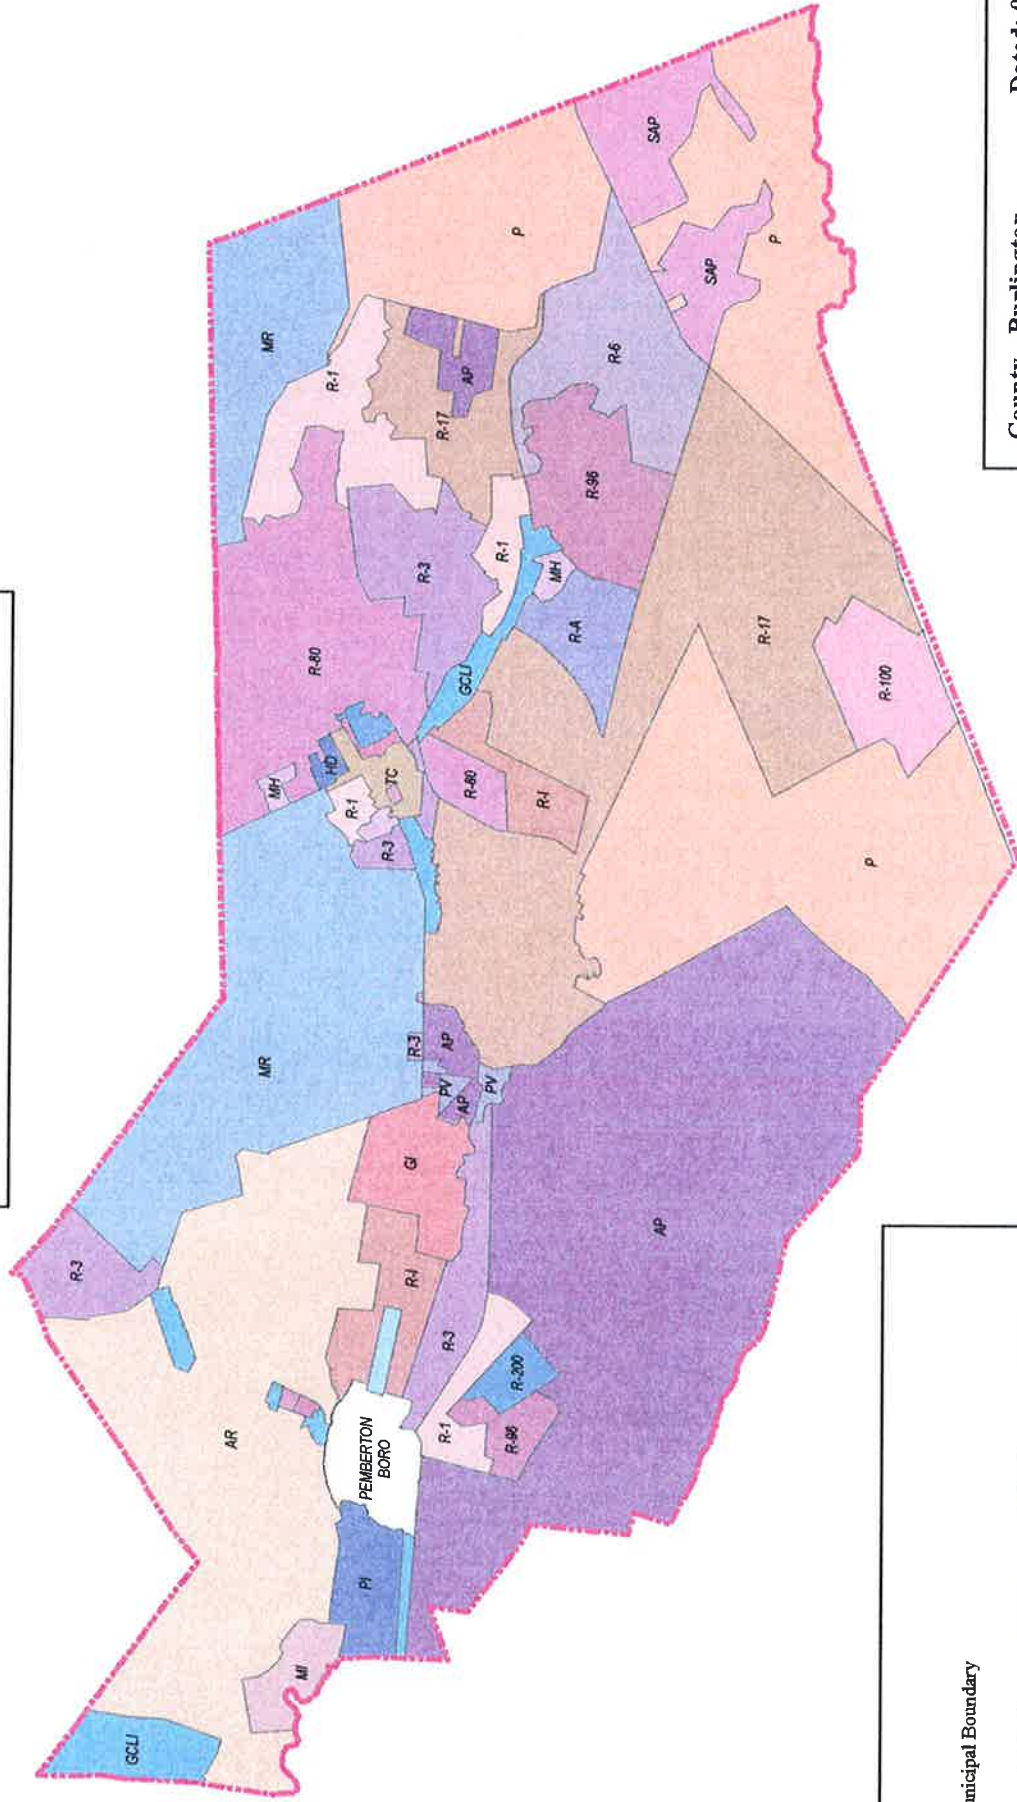 R-3
GCLI
AR
MR
MR
MH
MI
R-80
HD
R-1
R-1
PI
PEMBERTON
BORO
R-3
TC
R-I
GI
R-3
R-3
R-17
R-1
R-3
PV
AP
AP
GCLI
AP
R-80
PV
R-1
R-96
R-200
P
R-I
MH
R-A
R-96
R-6
SAP
AP
SAP
R-17
P
P
R-100
nicipal Boundary
County Burlington